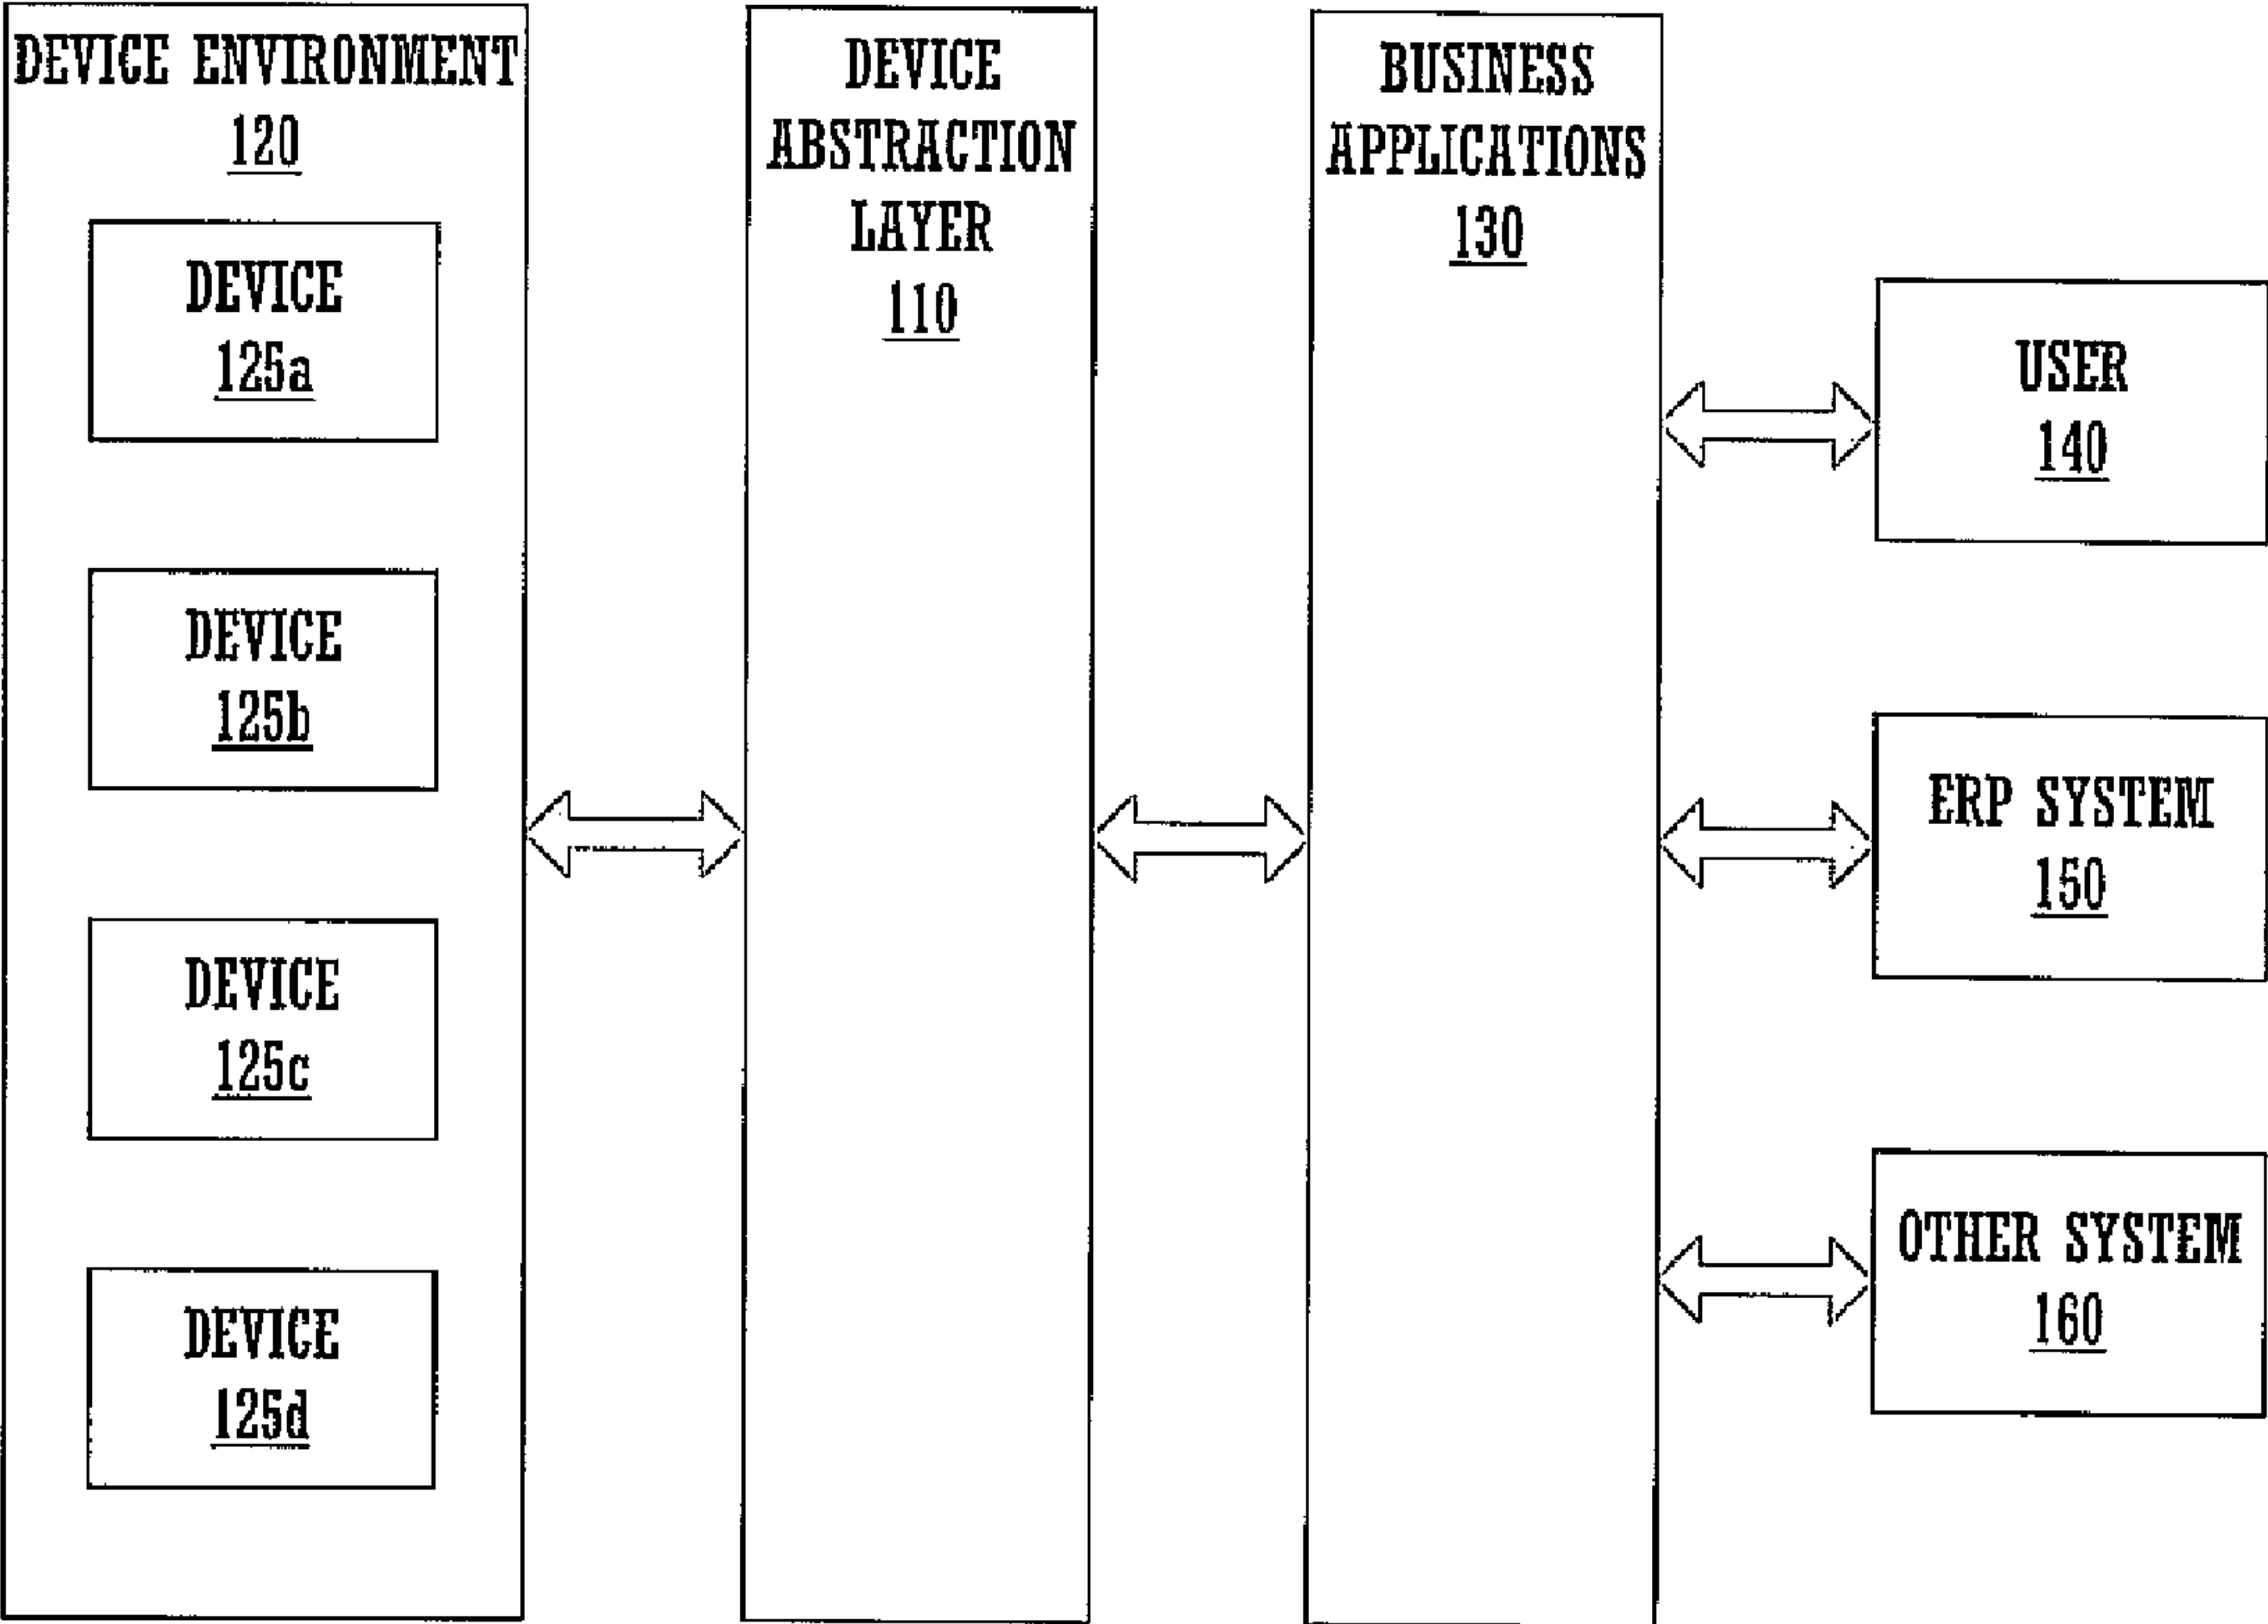 DEVICE ENVIRONMENT
120
DEVICE
125a
DEVICE
125b
DEVICE
125c
DEVICE
125d
DEVICE
ABSTRACTION
LAYER
110
BUSINESS
APPLICATIONS
130
USER
140
ERP SYSTEM
150
OTHER SYSTEM
160